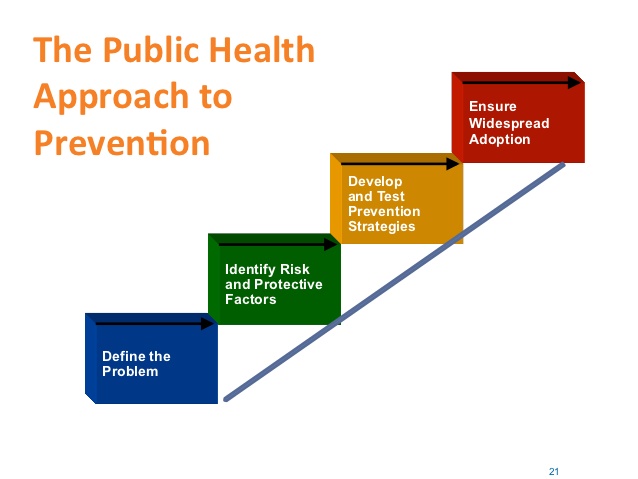 The Public Health
Approach to
Prevention
Ensure
Widespread
Adoption
Develop
and Test
Prevention
Strategies
Identify Risk
and Protective
Factors
Define the
Problem
21